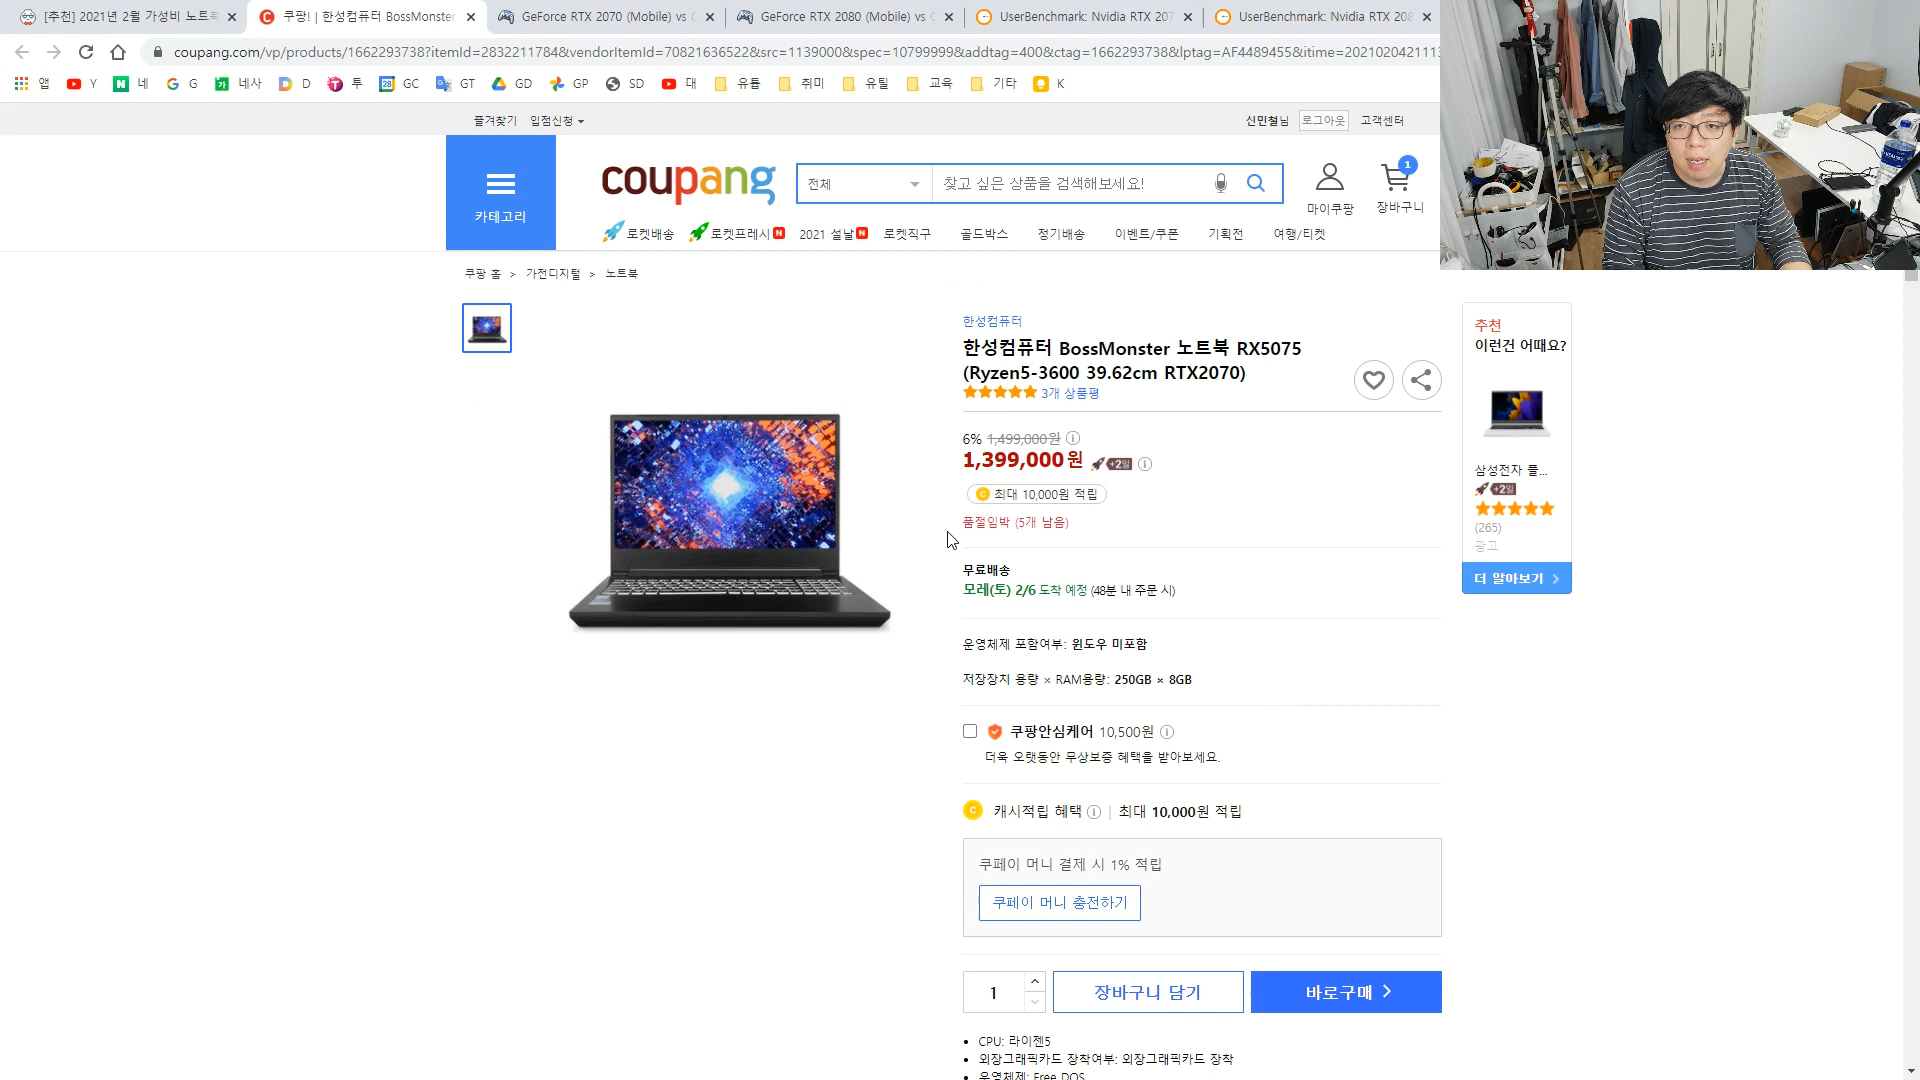 [추천] 2021년 2월 가성비 노트북
쿠팡! | 한성컴퓨터 BossMonster
GeForce RTX 2070 (Mobile) vs
GeForce RTX 2080 (Mobile) vs
UserBenchmark: Nvidia RTX 207
UserBenchmark: Nvidia RTX 208
coupang.com/vp/products/1662293738?itemId=2832211784&vendorItemId=70821636522&src=1139000&spec=10799999&addtag=400&ctag=1662293738&lptag=AF4489455&itime=2021020421113
앱 Y 네 G 네사 D 투 GC GT GD GP SD 대 유틉 취미 유틸 교육 기타 K
즐겨찾기 입점신청 신민철님 로그아웃 고객센터
카테고리
coupang
전체 찾고 싶은 상품을 검색해보세요!
마이쿠팡
1
장바구니
로켓배송 로켓프레시 N 2021 설날 N 로켓직구 골드박스 정기배송 이벤트/쿠폰 기획전 여행/티켓
쿠팡 홈 > 가전디지털 > 노트북
한성컴퓨터
한성컴퓨터 BossMonster 노트북 RX5075
(Ryzen5-3600 39.62cm RTX2070)
3개 상품평
6% 1,499,000원
1,399,000원 +2일
최대 10,000원 적립
품절임박 (5개 남음)
무료배송
모레(토) 2/6 도착 예정 (48분 내 주문 시)
운영체제 포함여부: 윈도우 미포함
저장장치 용량 × RAM용량: 250GB × 8GB
쿠팡안심케어 10,500원
더욱 오랫동안 무상보증 혜택을 받아보세요.
캐시적립 혜택 | 최대 10,000원 적립
쿠페이 머니 결제 시 1% 적립
쿠페이 머니 충전하기
1 장바구니 담기 바로구매 >
• CPU: 라이젠5
• 외장그래픽카드 장착여부: 외장그래픽카드 장착
• 운영체제: Free DOS
추천
이런건 어때요?
삼성전자 플...
+2일
(265)
광고
더 알아보기 >